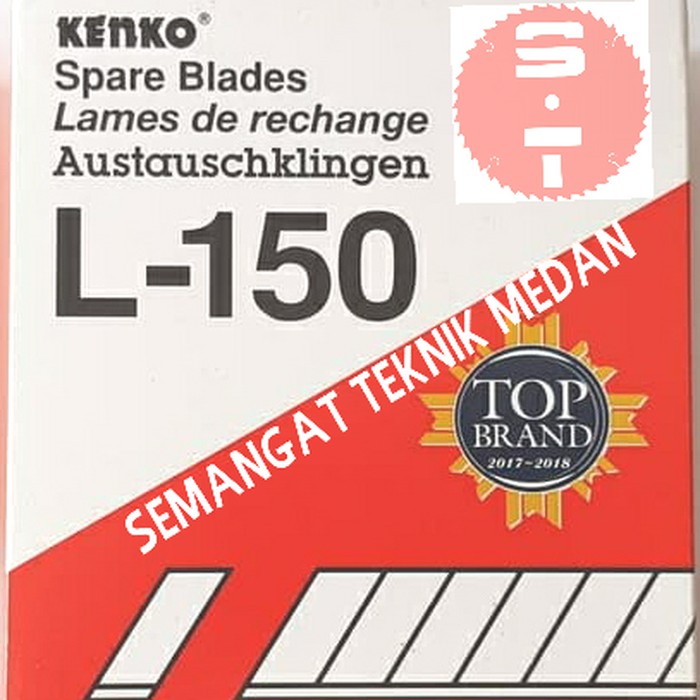 KENKO®
Spare Blades
Lames de rechange
Austauschklingen
L-150
S.T
SEMANGAT TEKNIK MEDAN
TOP
BRAND
2017~2018